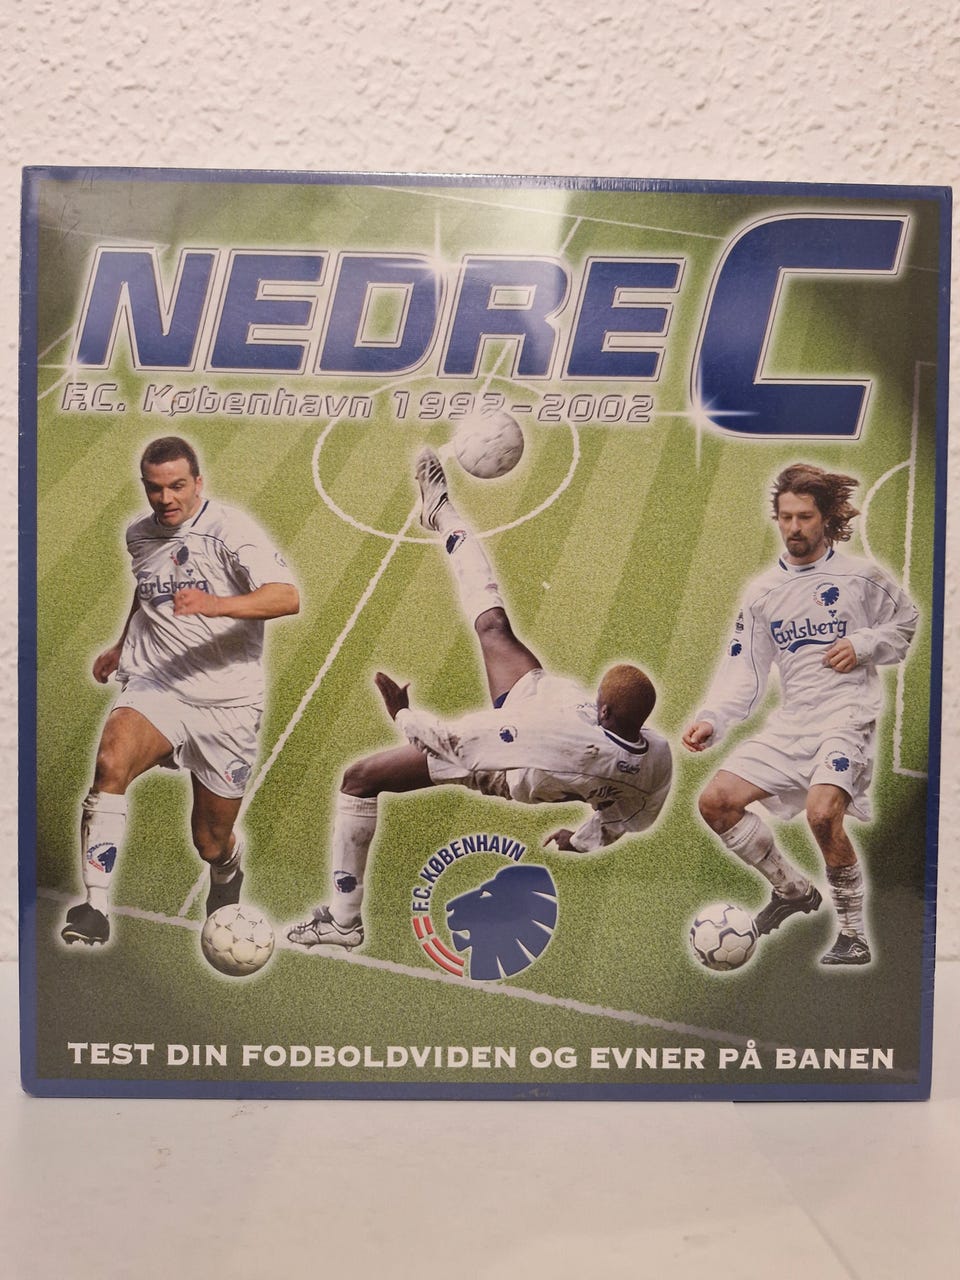 NEDRE C
F.C. København 1992-2002
Carlsberg
Carlsberg
F.C. KØBENHAVN
TEST DIN FODBOLDVIDEN OG EVNER PÅ BANEN